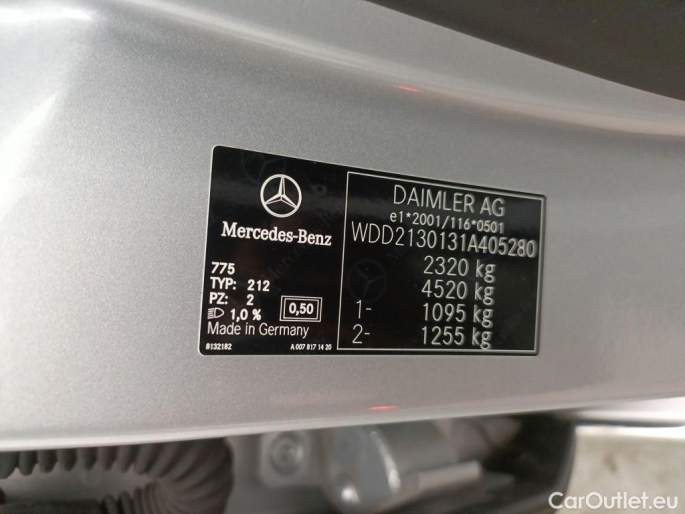 Mercedes-Benz
775
TYP: 212
PZ: 2
1,0 % 0,50
Made in Germany
8132182 A 007 817 14 20
DAIMLER AG
e1*2001/116*0501
WDD2130131A405280
2320 kg
4520 kg
1- 1095 kg
2- 1255 kg
CarOutlet.eu